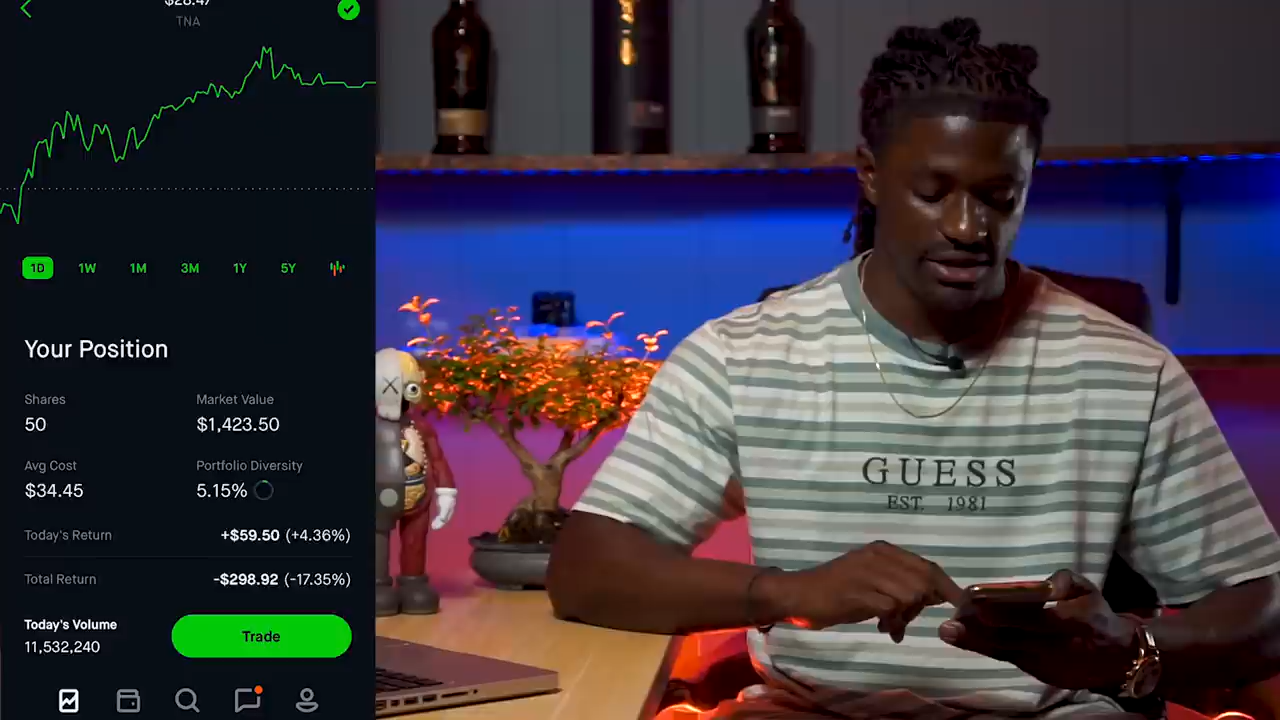 $28.47
TNA
1D 1W 1M 3M 1Y 5Y
Your Position
Shares Market Value
50 $1,423.50
Avg Cost Portfolio Diversity
$34.45 5.15%
Today's Return +$59.50 (+4.36%)
Total Return -$298.92 (-17.35%)
Today's Volume
11,532,240
Trade
GUESS
EST. 1981